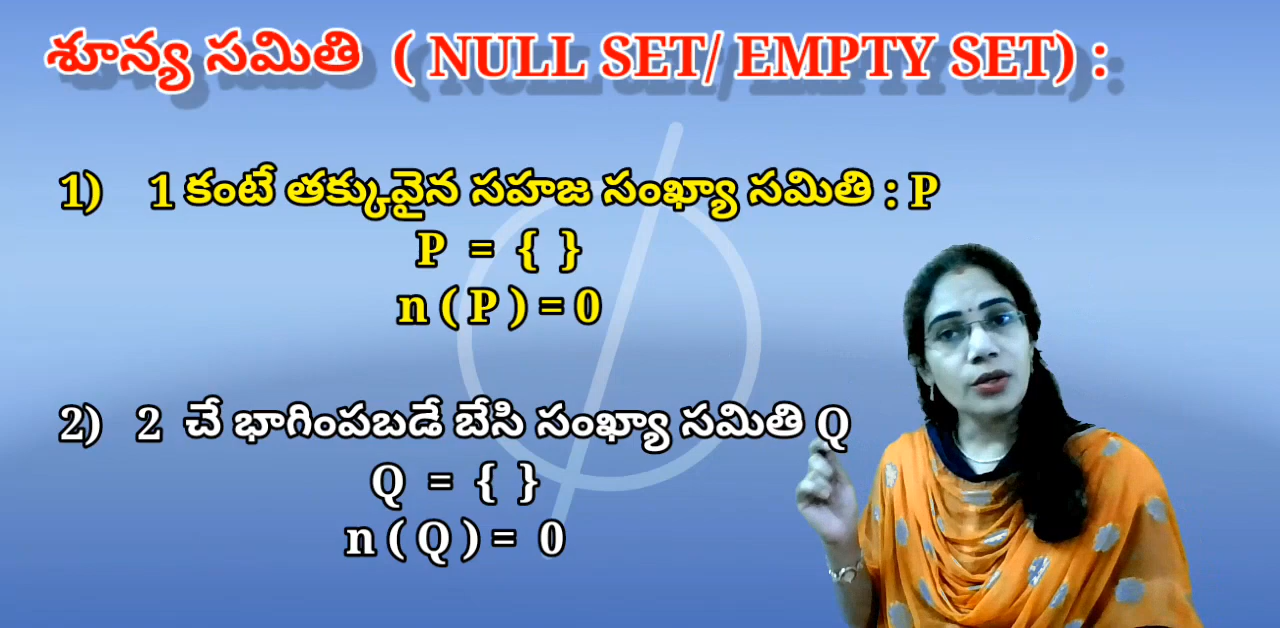 శూన్య సమితి ( NULL SET/ EMPTY SET) :
1) 1 కంటే తక్కువైన సహజ సంఖ్యా సమితి : P
P = { }
n ( P ) = 0
2) 2 చే భాగింపబడే బేసి సంఖ్యా సమితి Q
Q = { }
n ( Q ) = 0